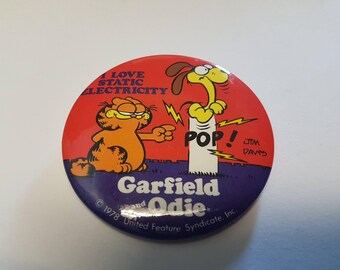 I LOVE
STATIC
ELECTRICITY
POP!
JIM
DAVIS
Garfield
and Odie
© 1978 United Feature Syndicate, Inc.